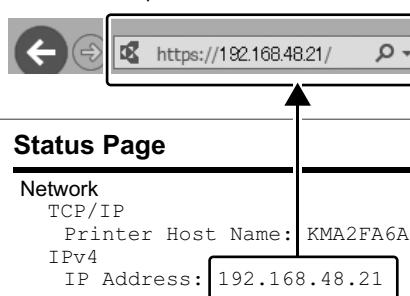 https://192.168.48.21/
Status Page
Network
TCP/IP
Printer Host Name: KMA2FA6A
IPv4
IP Address: 192.168.48.21